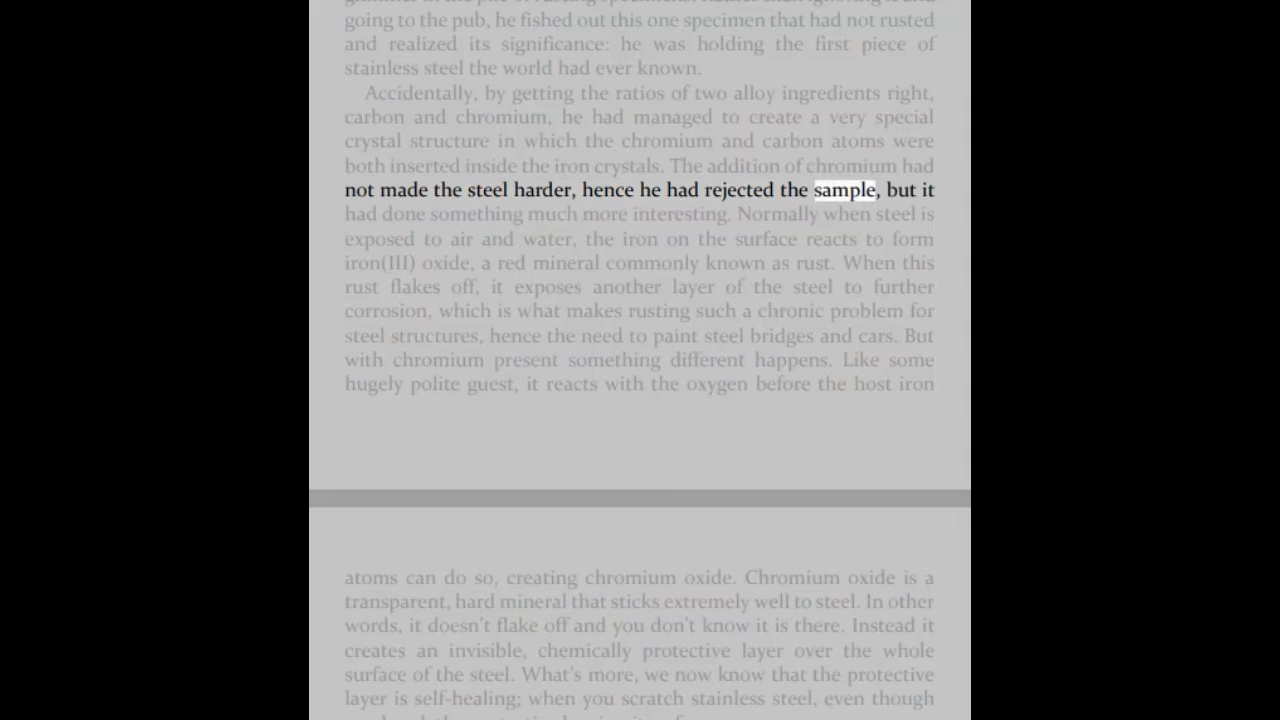 going to the pub, he fished out this one specimen that had not rusted
and realized its significance: he was holding the first piece of
stainless steel the world had ever known.
Accidentally, by getting the ratios of two alloy ingredients right,
carbon and chromium, he had managed to create a very special
crystal structure in which the chromium and carbon atoms were
both inserted inside the iron crystals. The addition of chromium had
not made the steel harder, hence he had rejected the sample, but it
had done something much more interesting. Normally when steel is
exposed to air and water, the iron on the surface reacts to form
iron(III) oxide, a red mineral commonly known as rust. When this
rust flakes off, it exposes another layer of the steel to further
corrosion, which is what makes rusting such a chronic problem for
steel structures, hence the need to paint steel bridges and cars. But
with chromium present something different happens. Like some
hugely polite guest, it reacts with the oxygen before the host iron
atoms can do so, creating chromium oxide. Chromium oxide is a
transparent, hard mineral that sticks extremely well to steel. In other
words, it doesn't flake off and you don't know it is there. Instead it
creates an invisible, chemically protective layer over the whole
surface of the steel. What's more, we now know that the protective
layer is self-healing; when you scratch stainless steel, even though